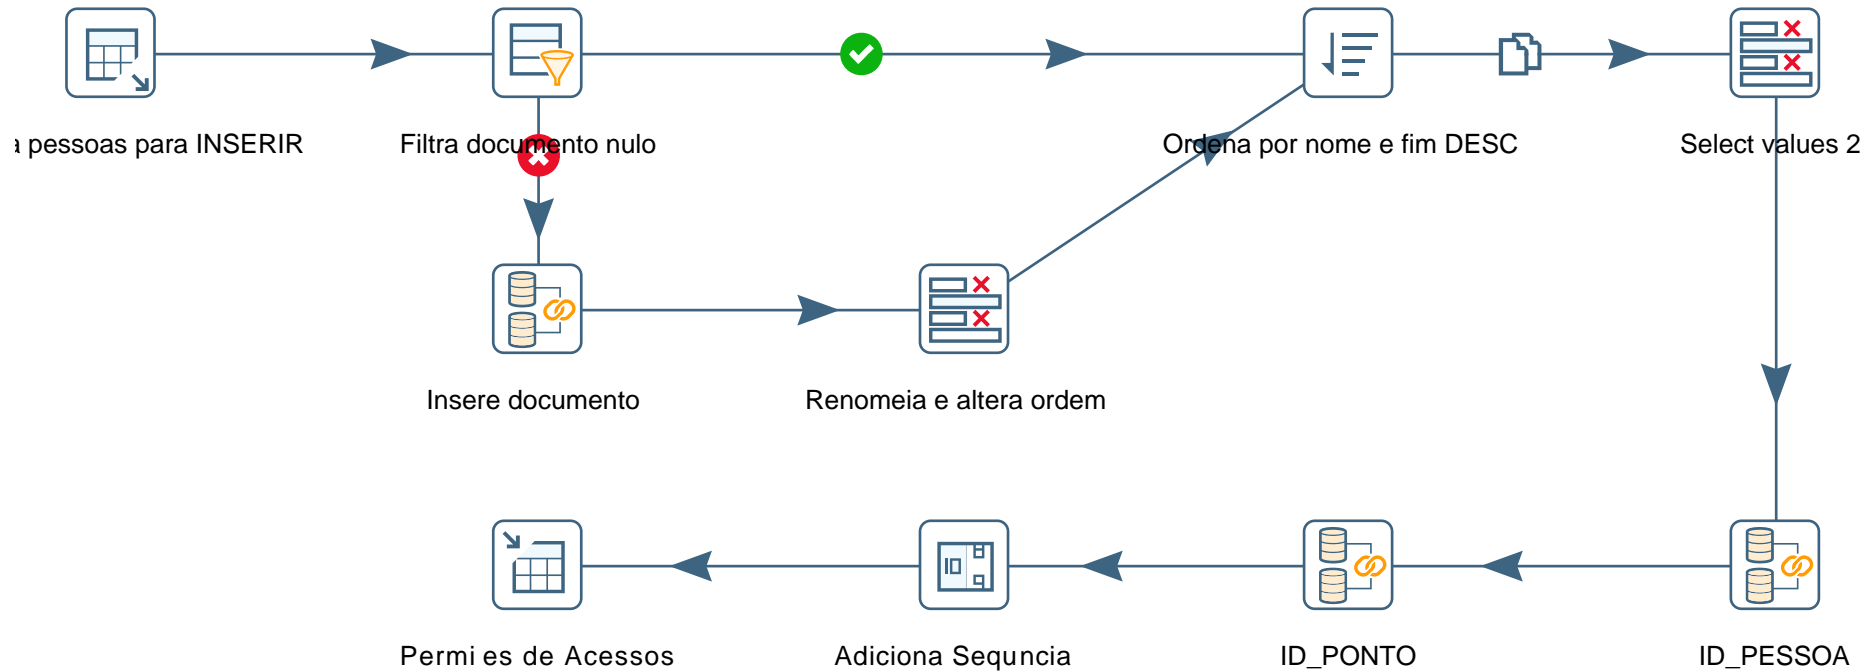 a pessoas para INSERIR
Filtra documento nulo
Ordena por nome e fim DESC
Select values 2
Insere documento
Renomeia e altera ordem
Permi es de Acessos
Adiciona Sequncia
ID_PONTO
ID_PESSOA